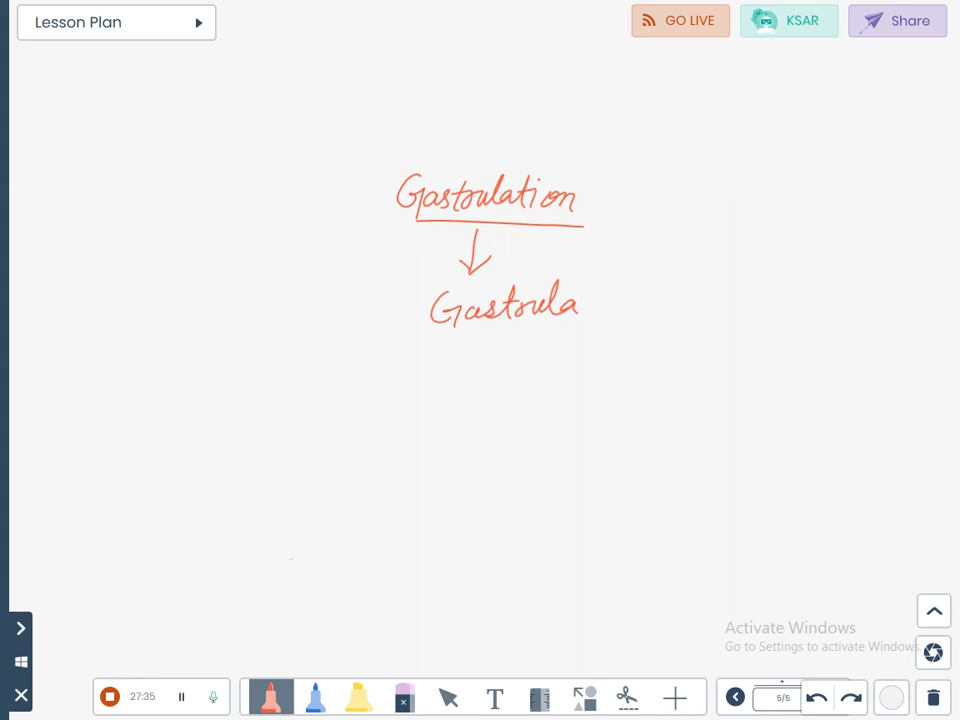 Lesson Plan
GO LIVE
KSAR
Share
Gastrulation
Gastrula
Activate Windows
Go to Settings to activate Windows.
27:35
T
5/5